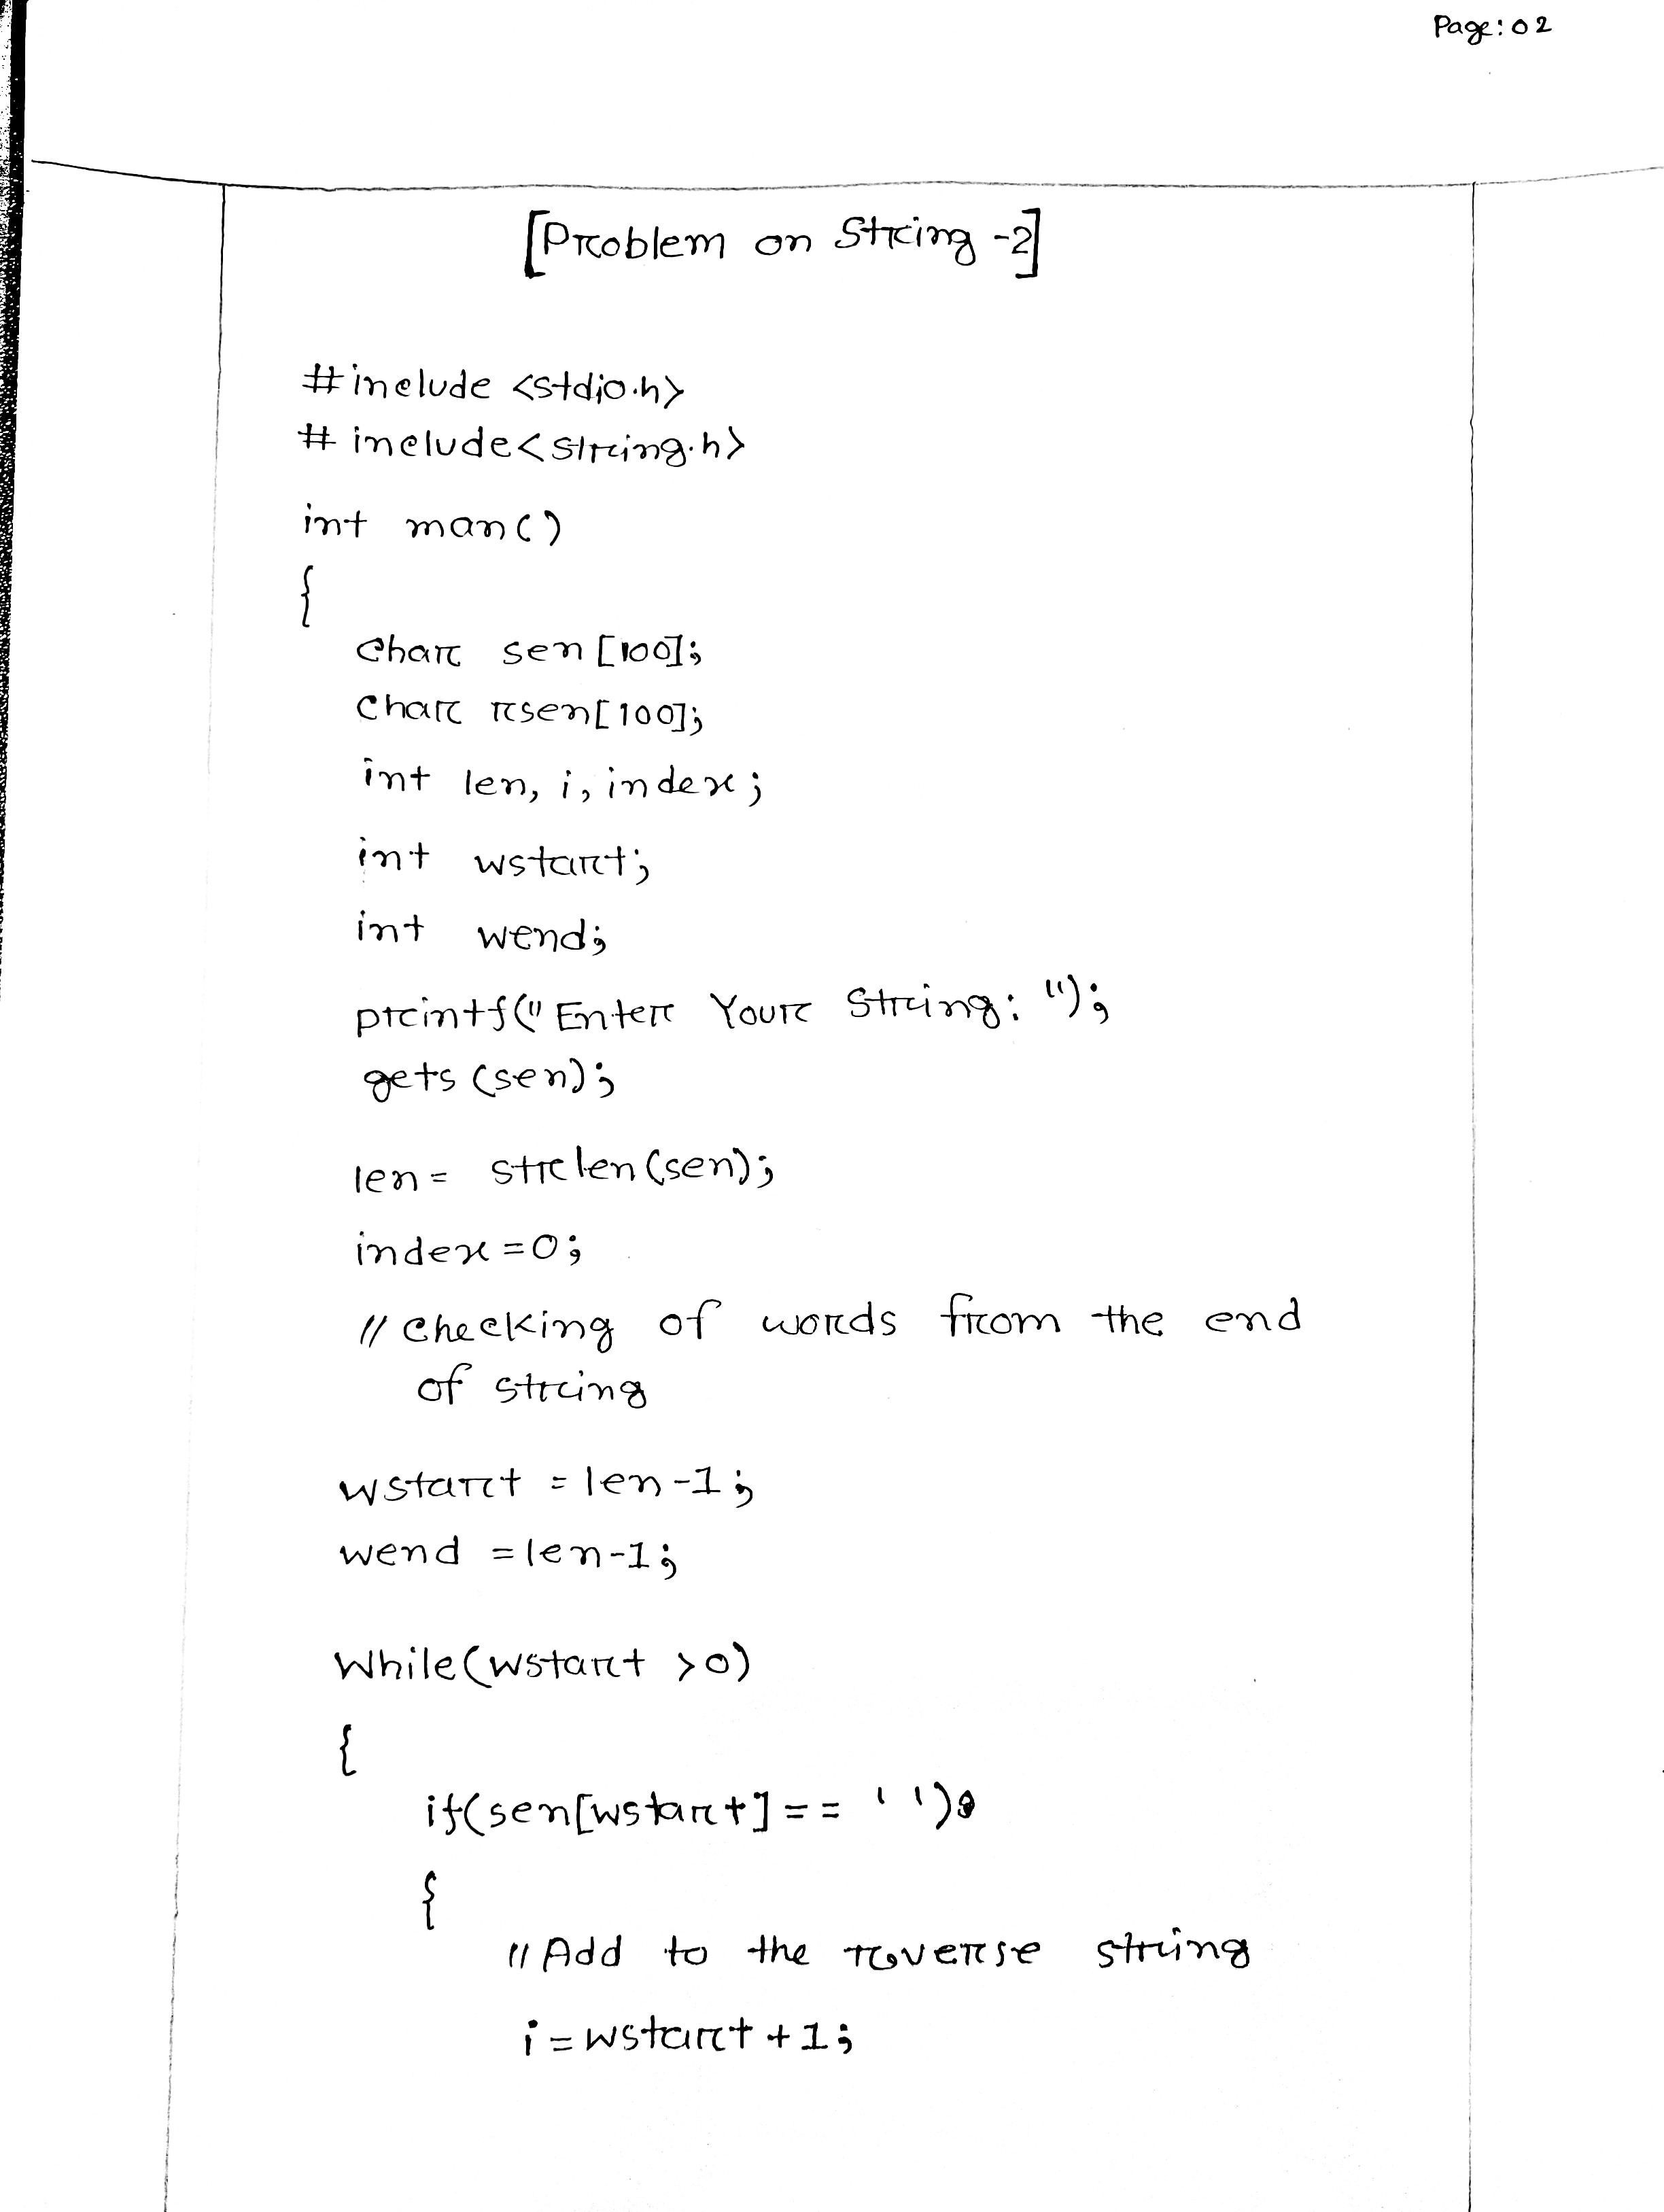 Page: 02
[Problem on String -2]
#include <stdio.h>
# include<string.h>
int man()
{
char sen [100];
char rsen[100];
int len, i, index;
int wstart;
int wend;
printf("Enter Your String: ");
gets (sen);
len = strlen (sen);
index = 0;
// Checking of words from the end
of string
wstart = len -1;
wend = len-1;
While(wstart >0)
{
if(sen[wstart] == ' ')
{
// Add to the reverse string
i = wstart +1;